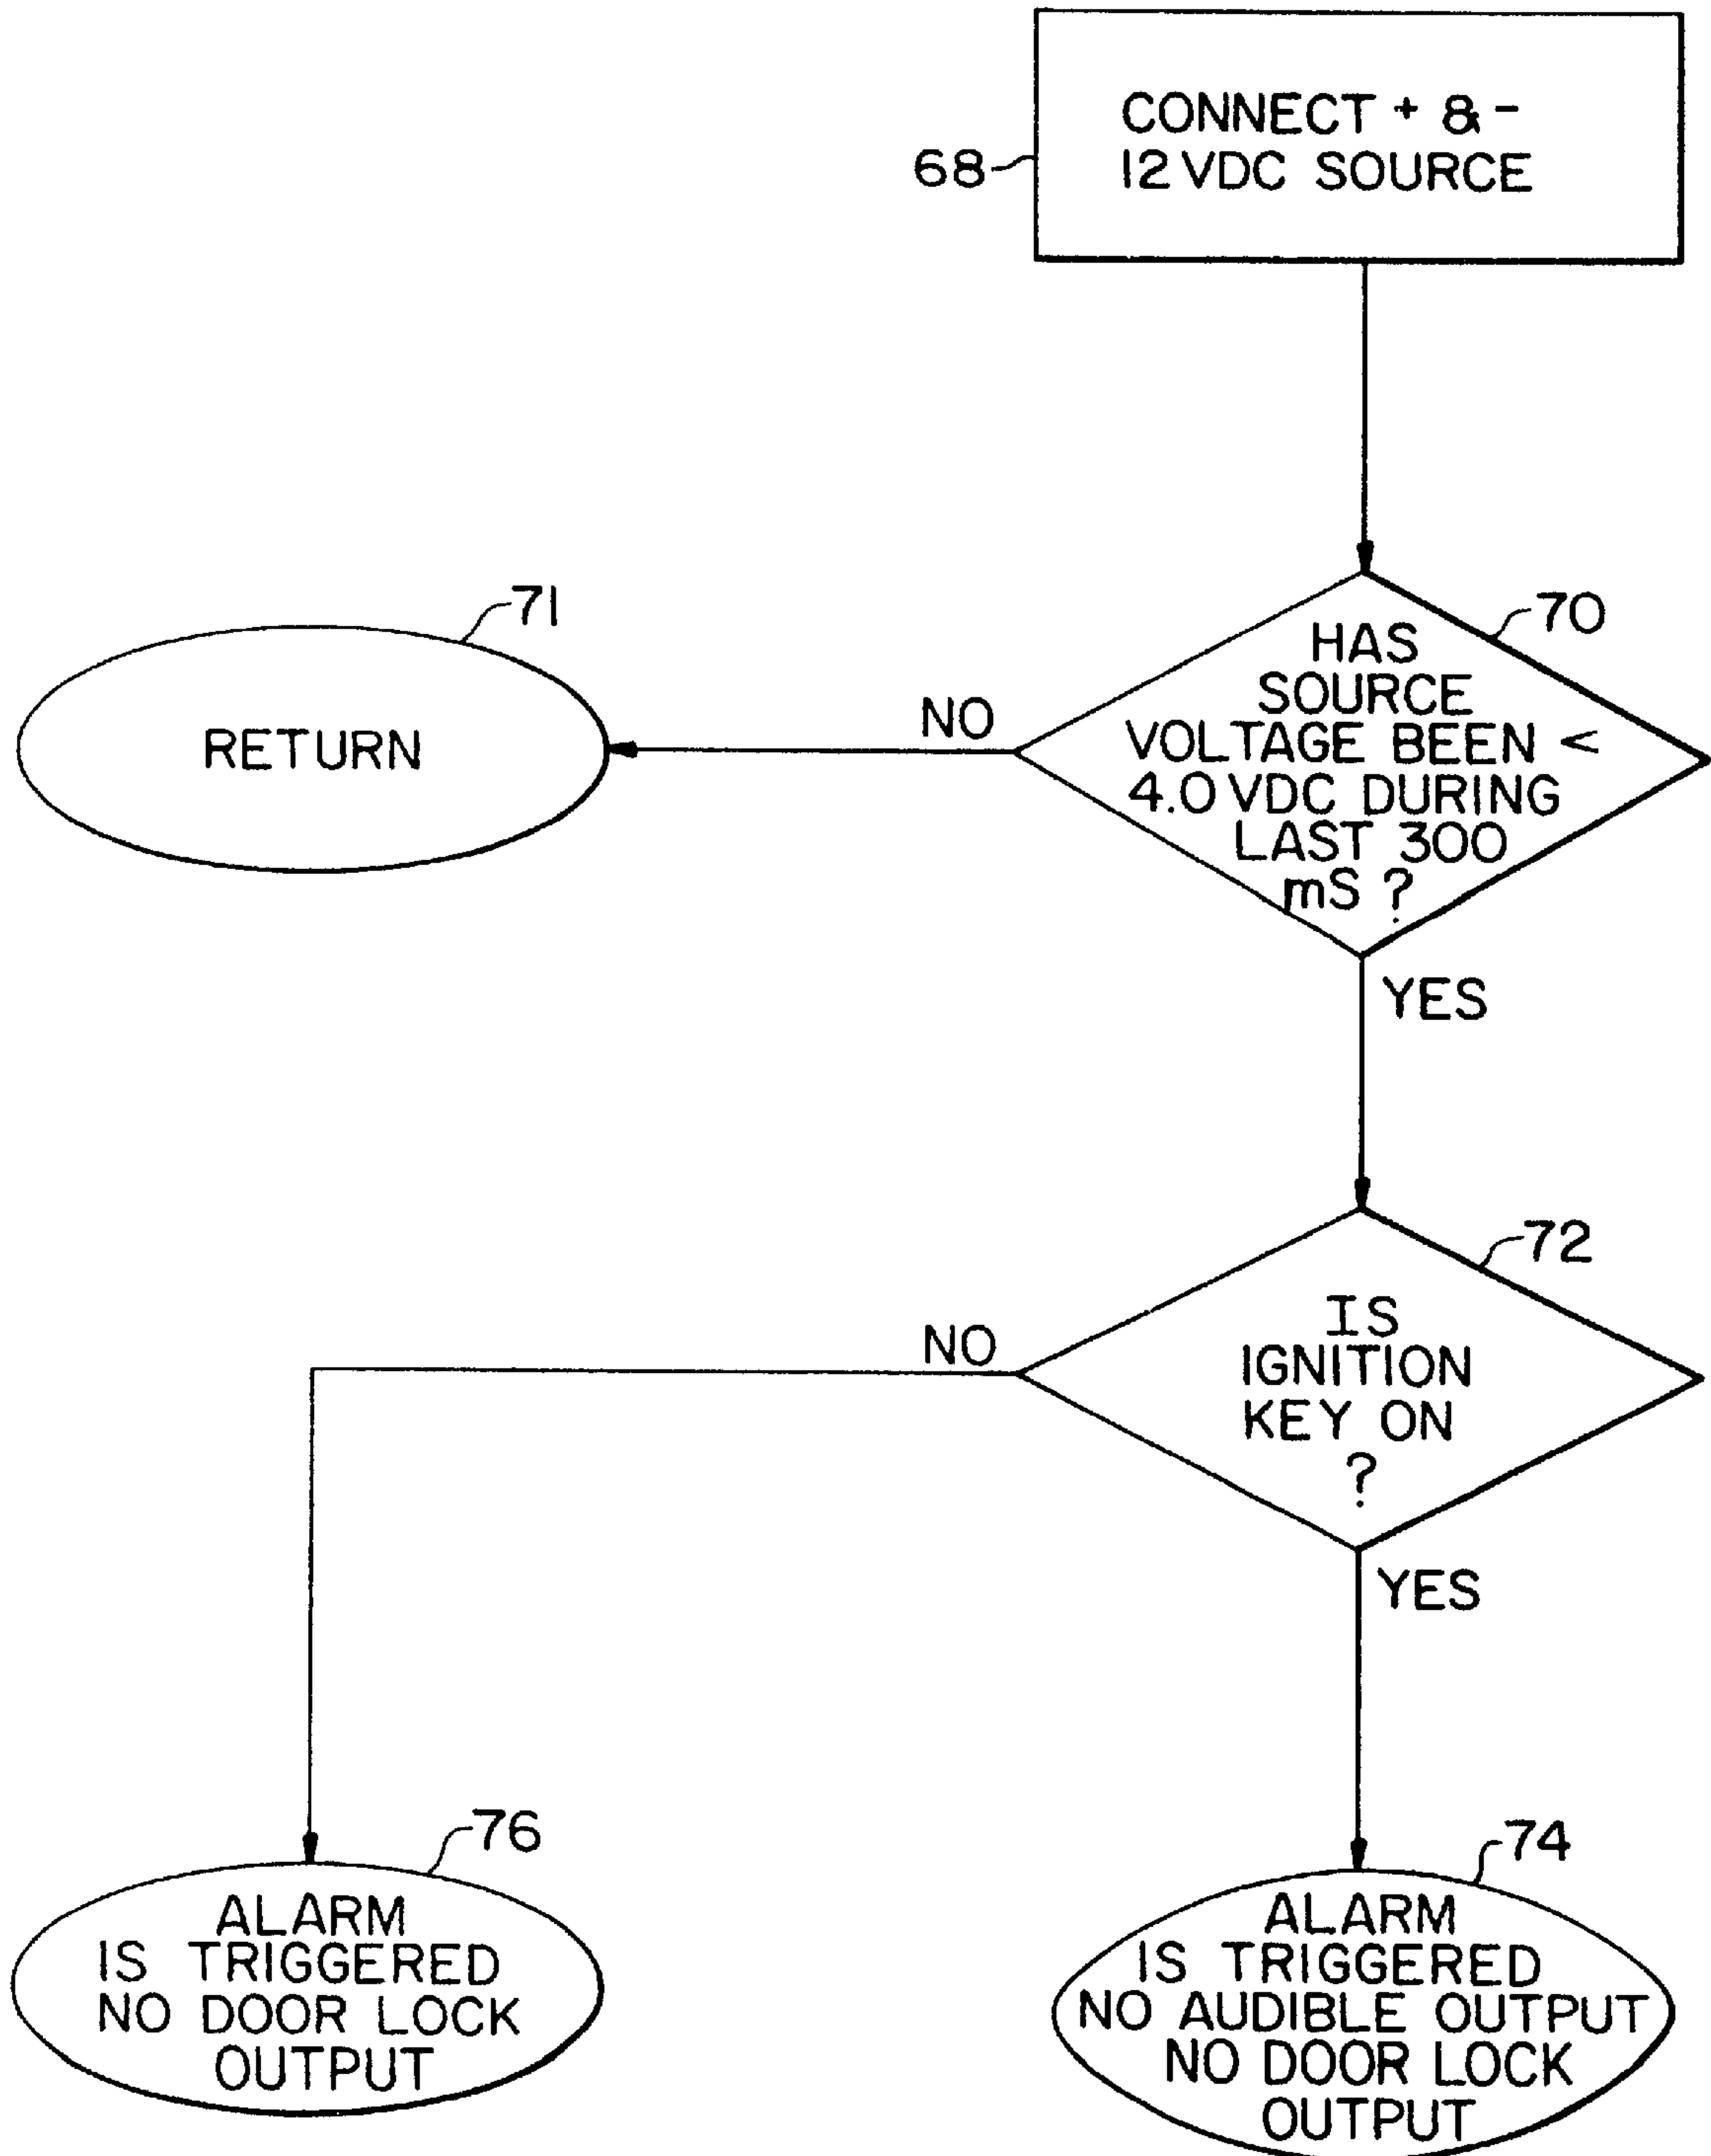 CONNECT + & -
12 VDC SOURCE
68
71
RETURN
NO
70
HAS
SOURCE
VOLTAGE BEEN <
4.0 VDC DURING
LAST 300
mS ?
YES
72
NO
IS
IGNITION
KEY ON
?
YES
76
ALARM
IS TRIGGERED
NO DOOR LOCK
OUTPUT
74
ALARM
IS TRIGGERED
NO AUDIBLE OUTPUT
NO DOOR LOCK
OUTPUT